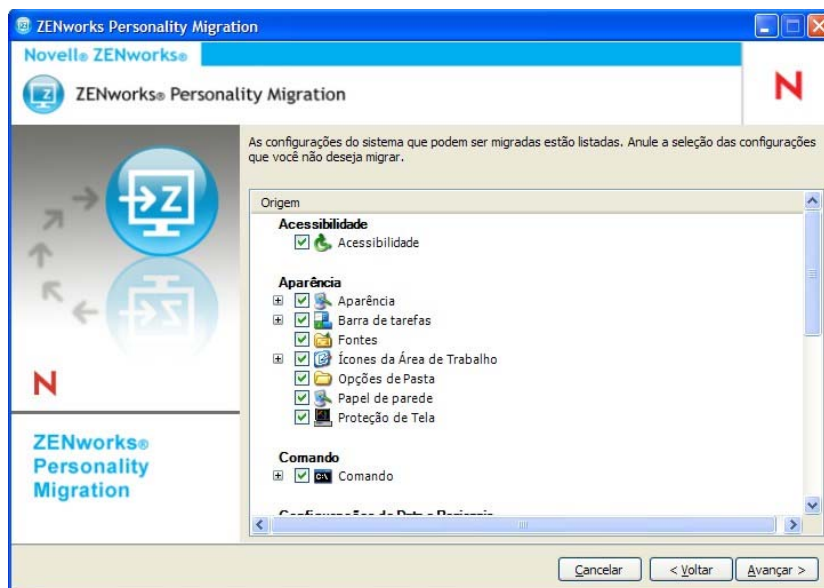 ZENworks Personality Migration
Novell® ZENworks®
ZENworks® Personality Migration
N
As configurações do sistema que podem ser migradas estão listadas. Anule a seleção das configurações
que você não deseja migrar.
Origem
Acessibilidade
Acessibilidade
Aparência
Aparência
Barra de tarefas
Fontes
Ícones da Área de Trabalho
Opções de Pasta
Papel de parede
Proteção de Tela
Comando
Comando
N
ZENworks®
Personality
Migration
Cancelar
< Voltar
Avançar >